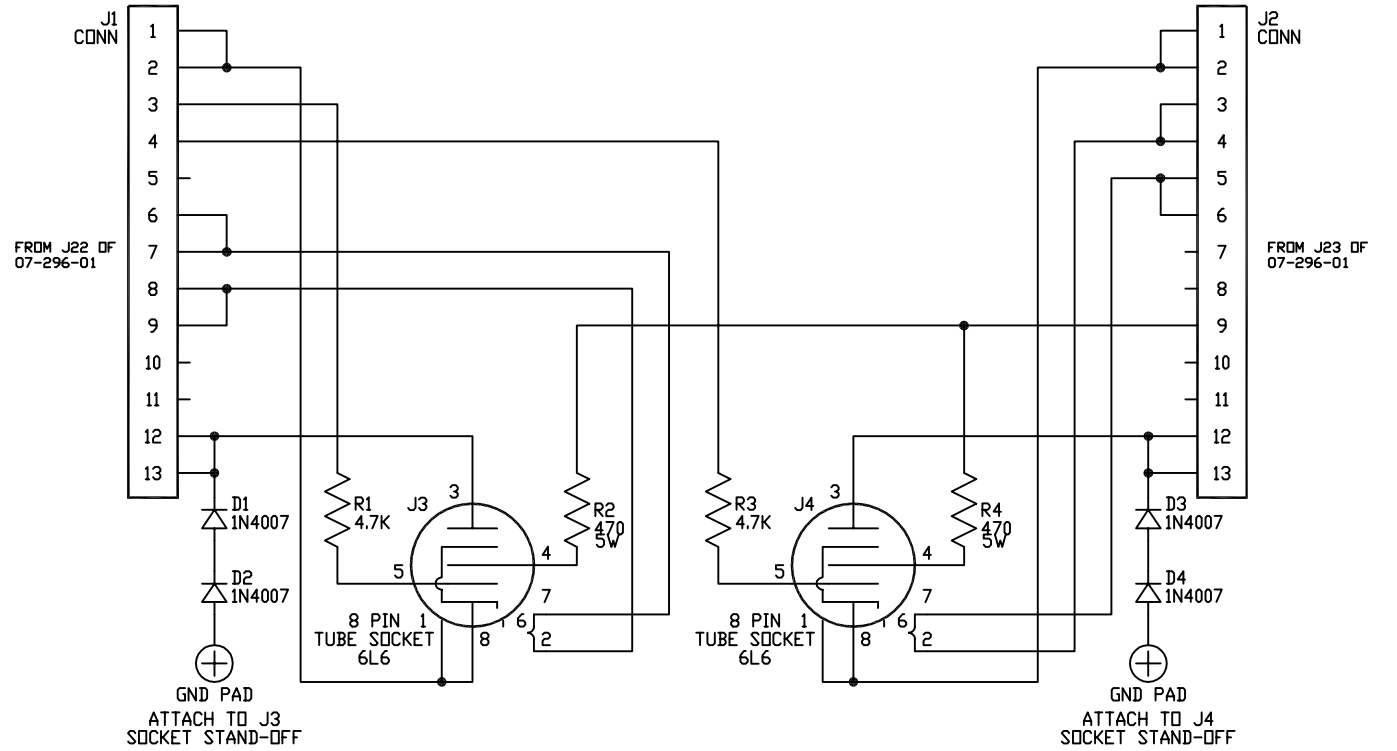 J1
CONN
1
2
3
4
5
6
7
8
9
10
11
12
13
FROM J22 OF
07-296-01
D1
1N4007
D2
1N4007
GND PAD
ATTACH TO J3
SOCKET STAND-OFF
R1
4.7K
J3
3
5
4
7
1
8
6
2
8 PIN
TUBE SOCKET
6L6
R2
470
5W
R3
4.7K
J4
3
5
4
7
1
8
6
2
8 PIN
TUBE SOCKET
6L6
R4
470
5W
J2
CONN
1
2
3
4
5
6
7
8
9
10
11
12
13
FROM J23 OF
07-296-01
D3
1N4007
D4
1N4007
GND PAD
ATTACH TO J4
SOCKET STAND-OFF